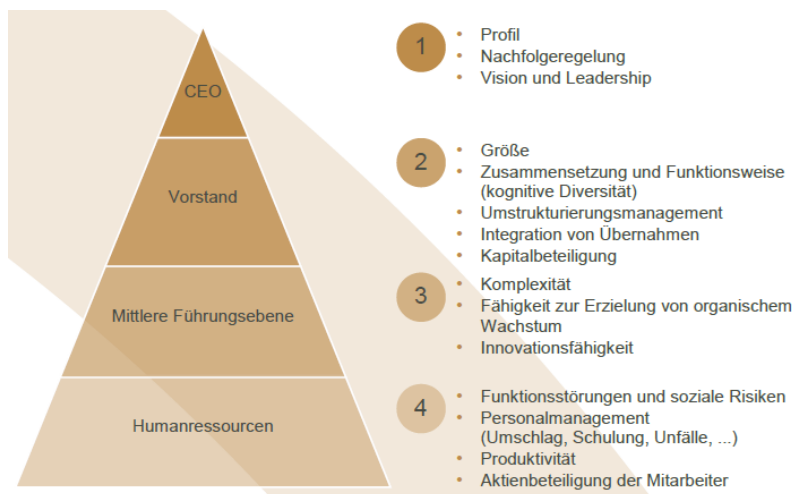 CEO
Vorstand
Mittlere Führungsebene
Humanressourcen
1
• Profil
• Nachfolgeregelung
• Vision und Leadership
2
• Größe
• Zusammensetzung und Funktionsweise
(kognitive Diversität)
• Umstrukturierungsmanagement
• Integration von Übernahmen
• Kapitalbeteiligung
3
• Komplexität
• Fähigkeit zur Erzielung von organischem
Wachstum
• Innovationsfähigkeit
4
• Funktionsstörungen und soziale Risiken
• Personalmanagement
(Umschlag, Schulung, Unfälle, ...)
• Produktivität
• Aktienbeteiligung der Mitarbeiter